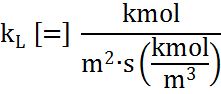 k_L [=] kmol / (m²·s (kmol / m³))